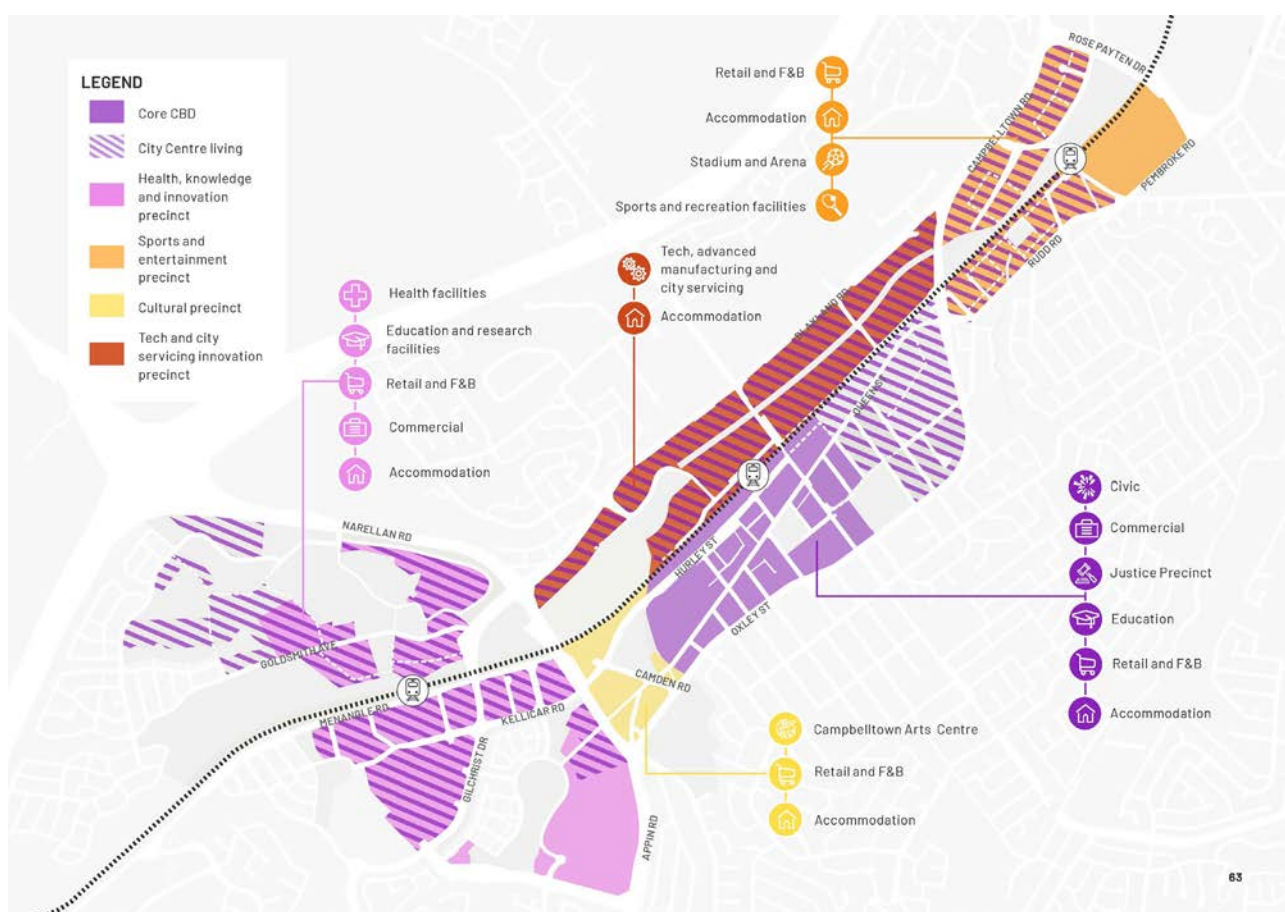 LEGEND
Core CBD
City Centre living
Health, knowledge
and innovation
precinct
Sports and
entertainment
precinct
Cultural precinct
Tech and city
servicing innovation
precinct
Retail and F&B
Accommodation
Stadium and Arena
Sports and recreation facilities
Tech, advanced
manufacturing and
city servicing
Accommodation
Health facilities
Education and research
facilities
Retail and F&B
Commercial
Accommodation
Civic
Commercial
Justice Precinct
Education
Retail and F&B
Accommodation
Campbelltown Arts Centre
Retail and F&B
Accommodation
ROSE PAYTEN DR
CAMPBELLTOWN RD
PEMBROKE RD
RUDD RD
BLAXLAND RD
QUEEN ST
HURLEY ST
OXLEY ST
NARELLAN RD
GOLDSMITH AVE
CAMDEN RD
MENANGLE RD
KELLICAR RD
GILCHRIST DR
APPIN RD
63